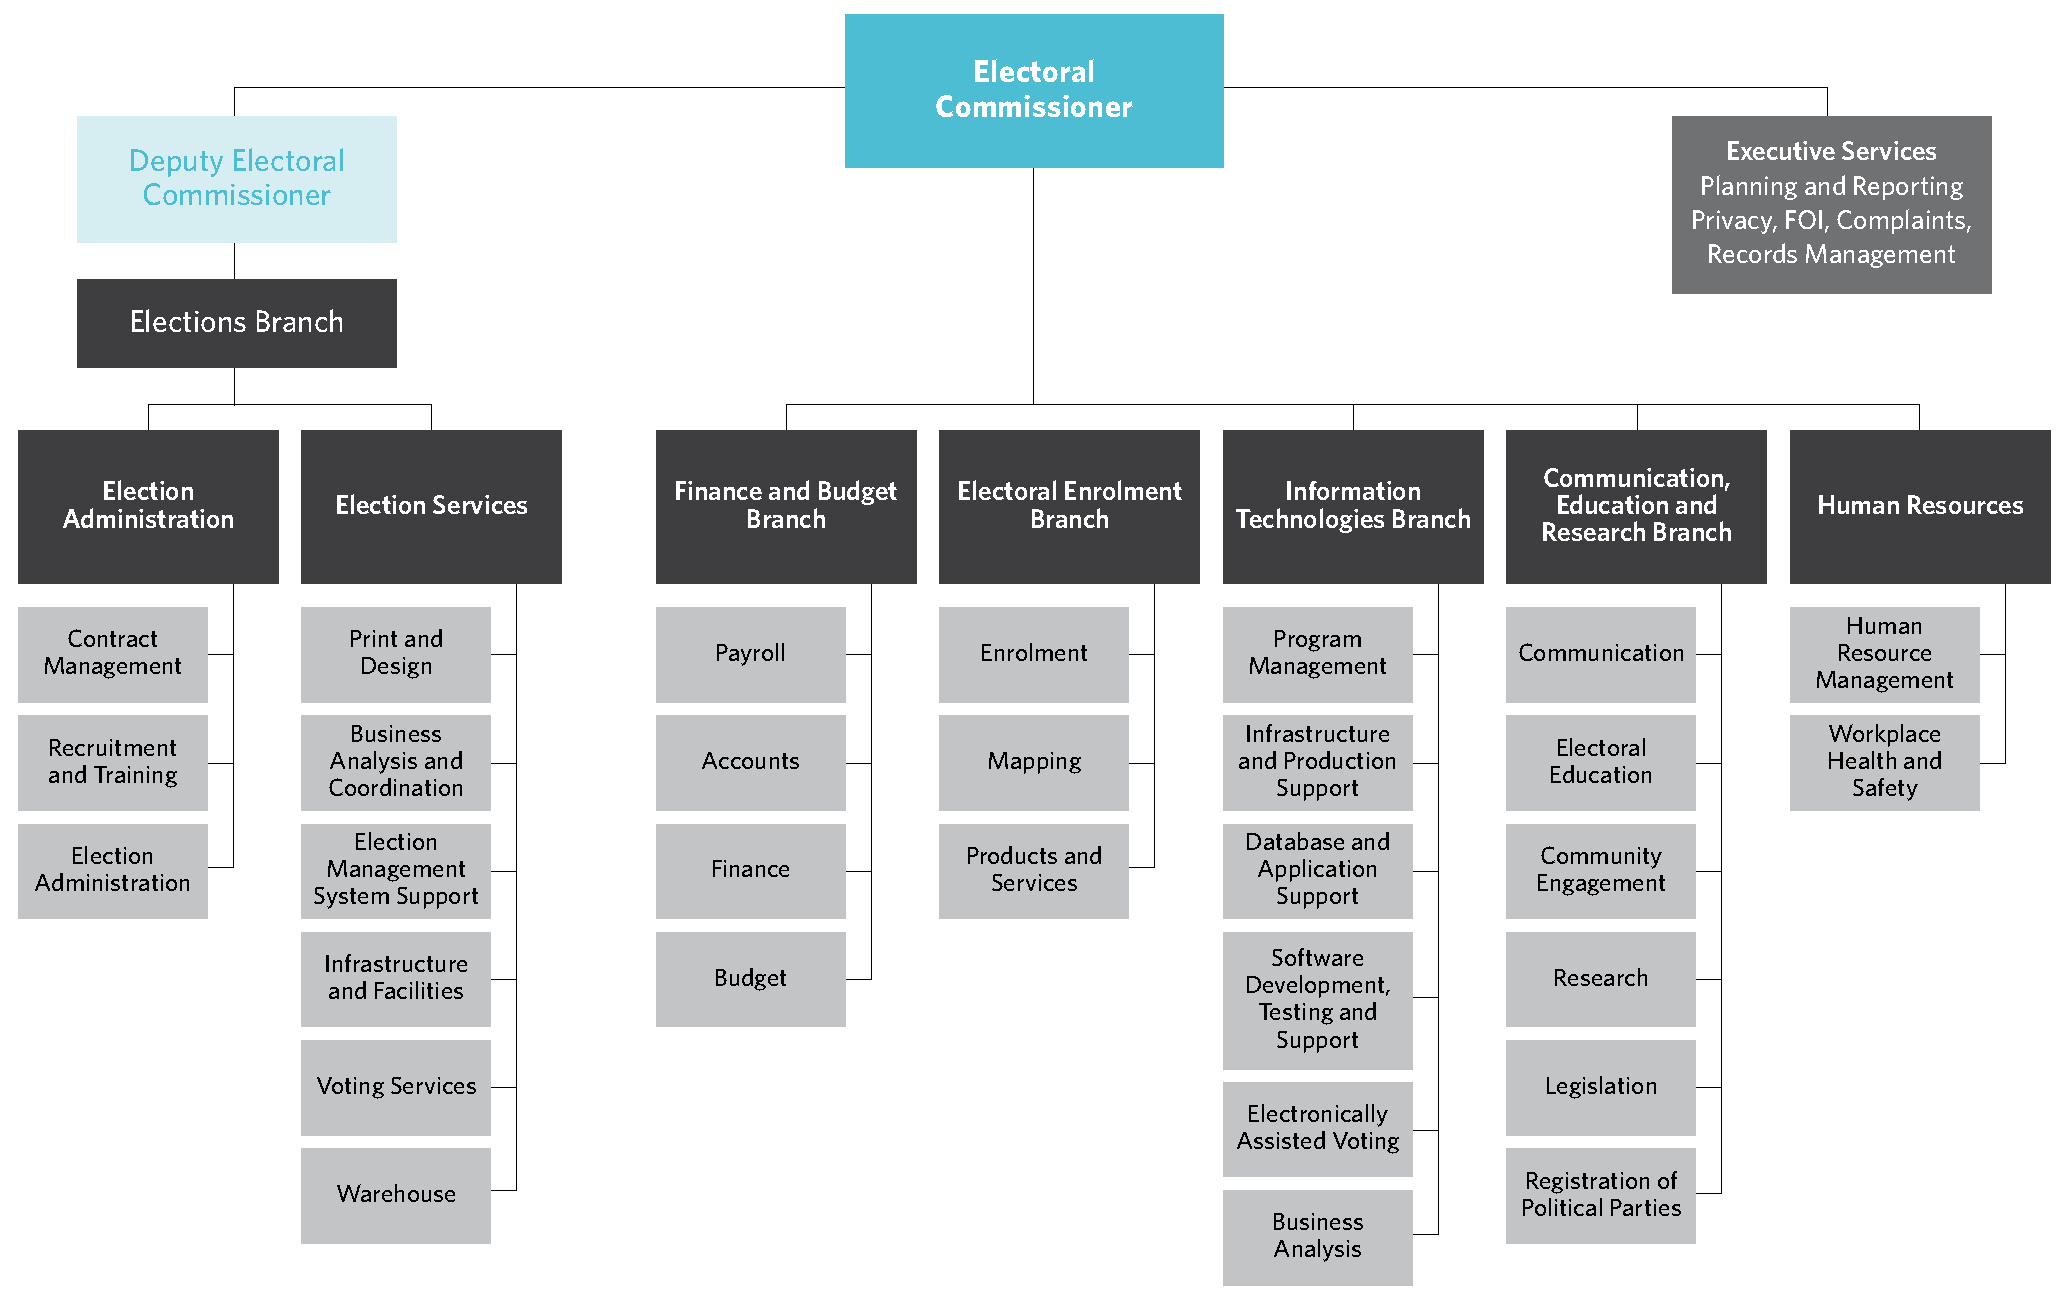 Electoral
Commissioner
Deputy Electoral
Commissioner
Executive Services
Planning and Reporting
Privacy, FOI, Complaints,
Records Management
Elections Branch
Election
Administration
Election Services
Finance and Budget
Branch
Electoral Enrolment
Branch
Information
Technologies Branch
Communication,
Education and
Research Branch
Human Resources
Contract
Management
Recruitment
and Training
Election
Administration
Print and
Design
Business
Analysis and
Coordination
Election
Management
System Support
Infrastructure
and Facilities
Voting Services
Warehouse
Payroll
Accounts
Finance
Budget
Enrolment
Mapping
Products and
Services
Program
Management
Infrastructure
and Production
Support
Database and
Application
Support
Software
Development,
Testing and
Support
Electronically
Assisted Voting
Business
Analysis
Communication
Electoral
Education
Community
Engagement
Research
Legislation
Registration of
Political Parties
Human
Resource
Management
Workplace
Health and
Safety